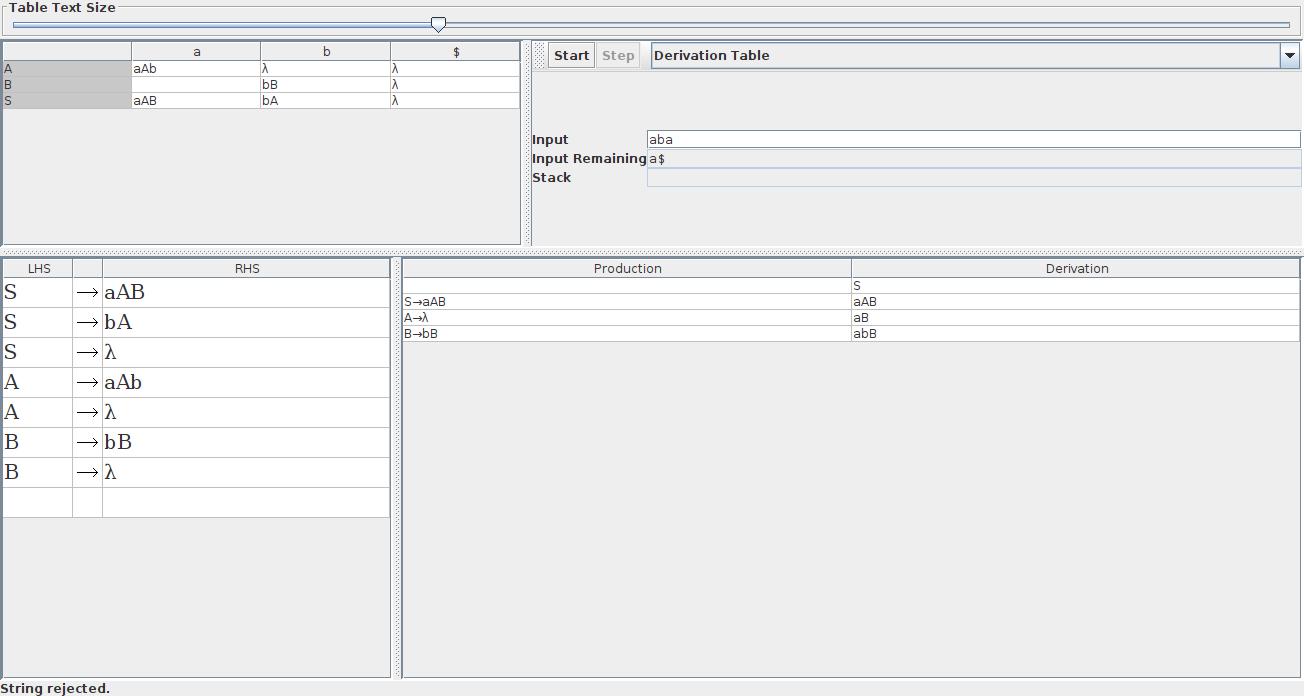 Table Text Size
a b $
A aAb λ λ
B bB λ
S aAB bA λ
Start Step Derivation Table
Input aba
Input Remaining a$
Stack
LHS RHS
S → aAB
S → bA
S → λ
A → aAb
A → λ
B → bB
B → λ
Production Derivation
S
S→aAB aAB
A→λ aB
B→bB abB
String rejected.